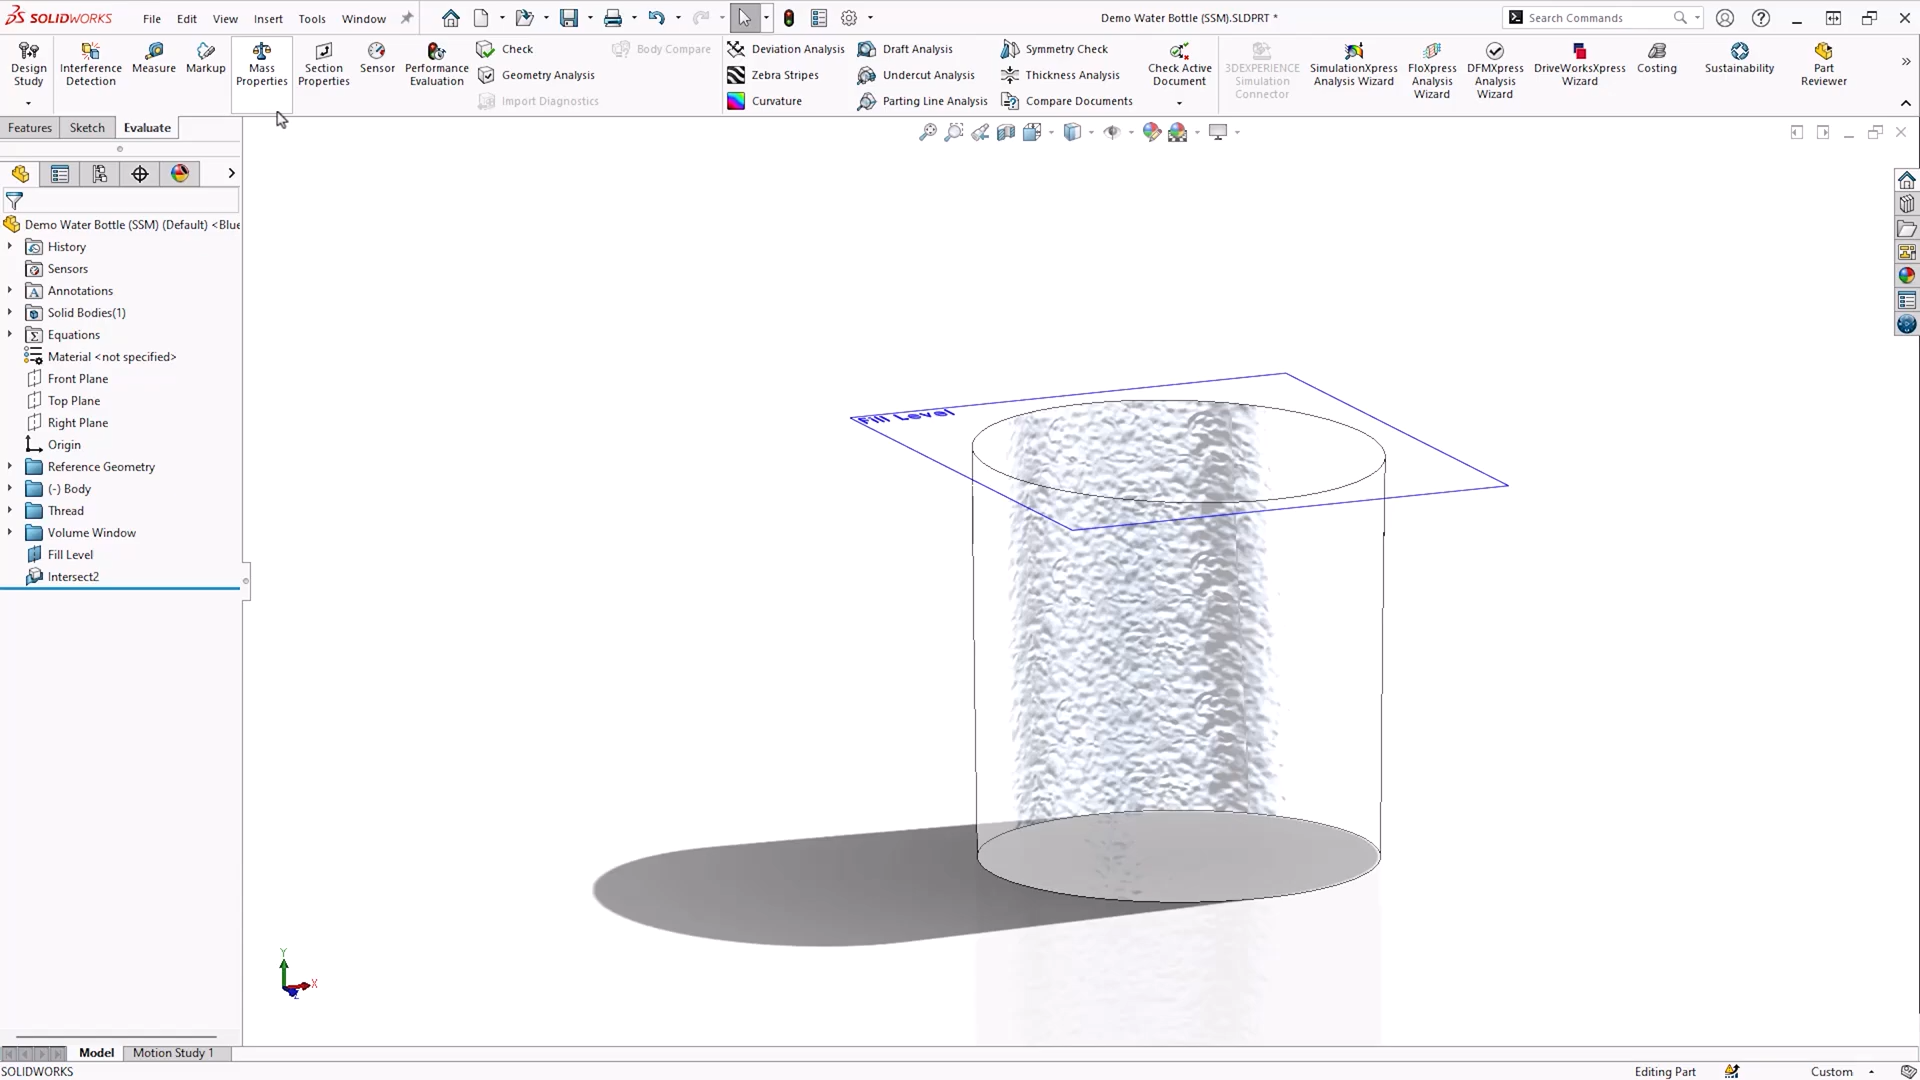 SOLIDWORKS
File Edit View Insert Tools Window
Demo Water Bottle (SSM).SLDPRT *
Search Commands
Design Study
Interference Detection
Measure
Markup
Mass Properties
Section Properties
Sensor
Performance Evaluation
Check
Geometry Analysis
Import Diagnostics
Body Compare
Deviation Analysis
Zebra Stripes
Curvature
Draft Analysis
Undercut Analysis
Parting Line Analysis
Symmetry Check
Thickness Analysis
Compare Documents
Check Active Document
3DEXPERIENCE Simulation Connector
SimulationXpress Analysis Wizard
FloXpress Analysis Wizard
DFMXpress Analysis Wizard
DriveWorksXpress Wizard
Costing
Sustainability
Part Reviewer
Features Sketch Evaluate
Demo Water Bottle (SSM) (Default) <Blue
History
Sensors
Annotations
Solid Bodies(1)
Equations
Material <not specified>
Front Plane
Top Plane
Right Plane
Origin
Reference Geometry
(-) Body
Thread
Volume Window
Fill Level
Intersect2
Fill Level
Y
X
Z
Model Motion Study 1
SOLIDWORKS
Editing Part
Custom